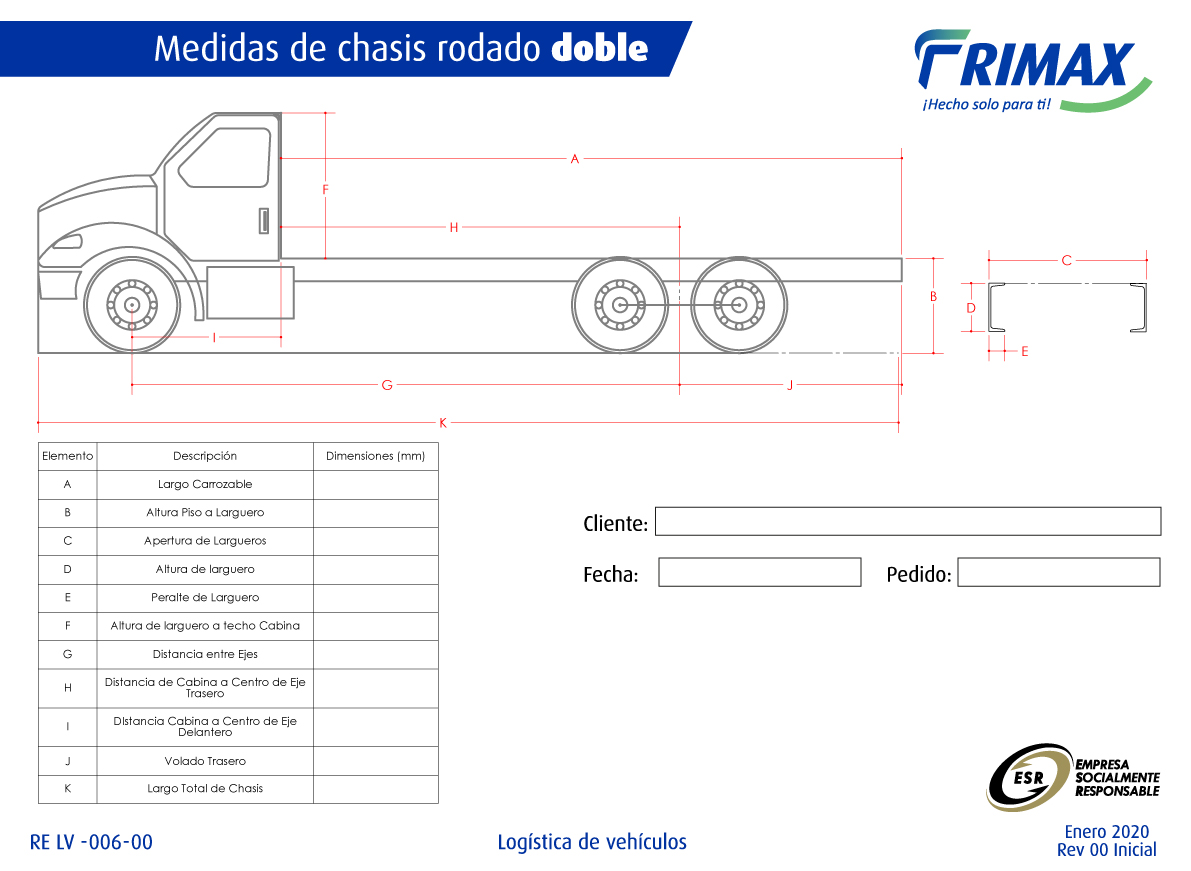 Medidas de chasis rodado doble
FRIMAX
¡Hecho solo para ti!
A
F
H
C
B
D
I
E
G
J
K
Elemento Descripción Dimensiones (mm)
A Largo Carrozable
B Altura Piso a Larguero
C Apertura de Largueros
D Altura de larguero
E Peralte de Larguero
F Altura de larguero a techo Cabina
G Distancia entre Ejes
H Distancia de Cabina a Centro de Eje
Trasero
I DIstancia Cabina a Centro de Eje
Delantero
J Volado Trasero
K Largo Total de Chasis
Cliente:
Fecha: Pedido:
ESR
EMPRESA
SOCIALMENTE
RESPONSABLE
RE LV -006-00
Logística de vehículos
Enero 2020
Rev 00 Inicial